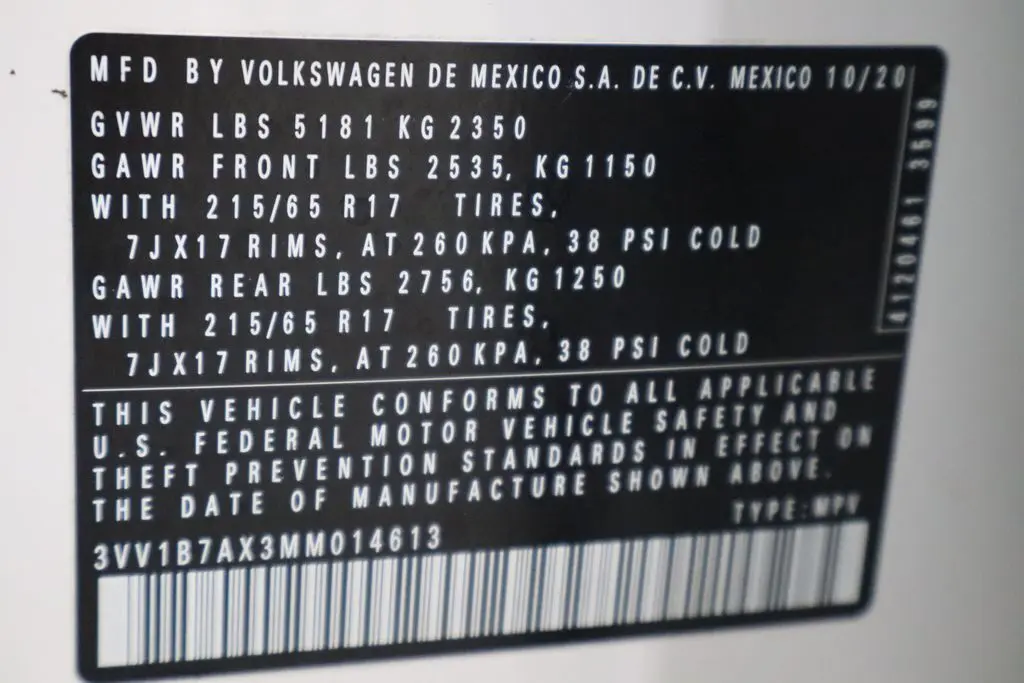 MFD BY VOLKSWAGEN DE MEXICO S.A. DE C.V. MEXICO 10/20
GVWR LBS 5181 KG 2350
GAWR FRONT LBS 2535, KG 1150
WITH 215/65 R17 TIRES,
7JX17 RIMS, AT 260 KPA, 38 PSI COLD
GAWR REAR LBS 2756, KG 1250
WITH 215/65 R17 TIRES,
7JX17 RIMS, AT 260 KPA, 38 PSI COLD
THIS VEHICLE CONFORMS TO ALL APPLICABLE
U.S. FEDERAL MOTOR VEHICLE SAFETY AND
THEFT PREVENTION STANDARDS IN EFFECT ON
THE DATE OF MANUFACTURE SHOWN ABOVE.
TYPE: MPV
3VV1B7AX3MM014613
4120461 3599